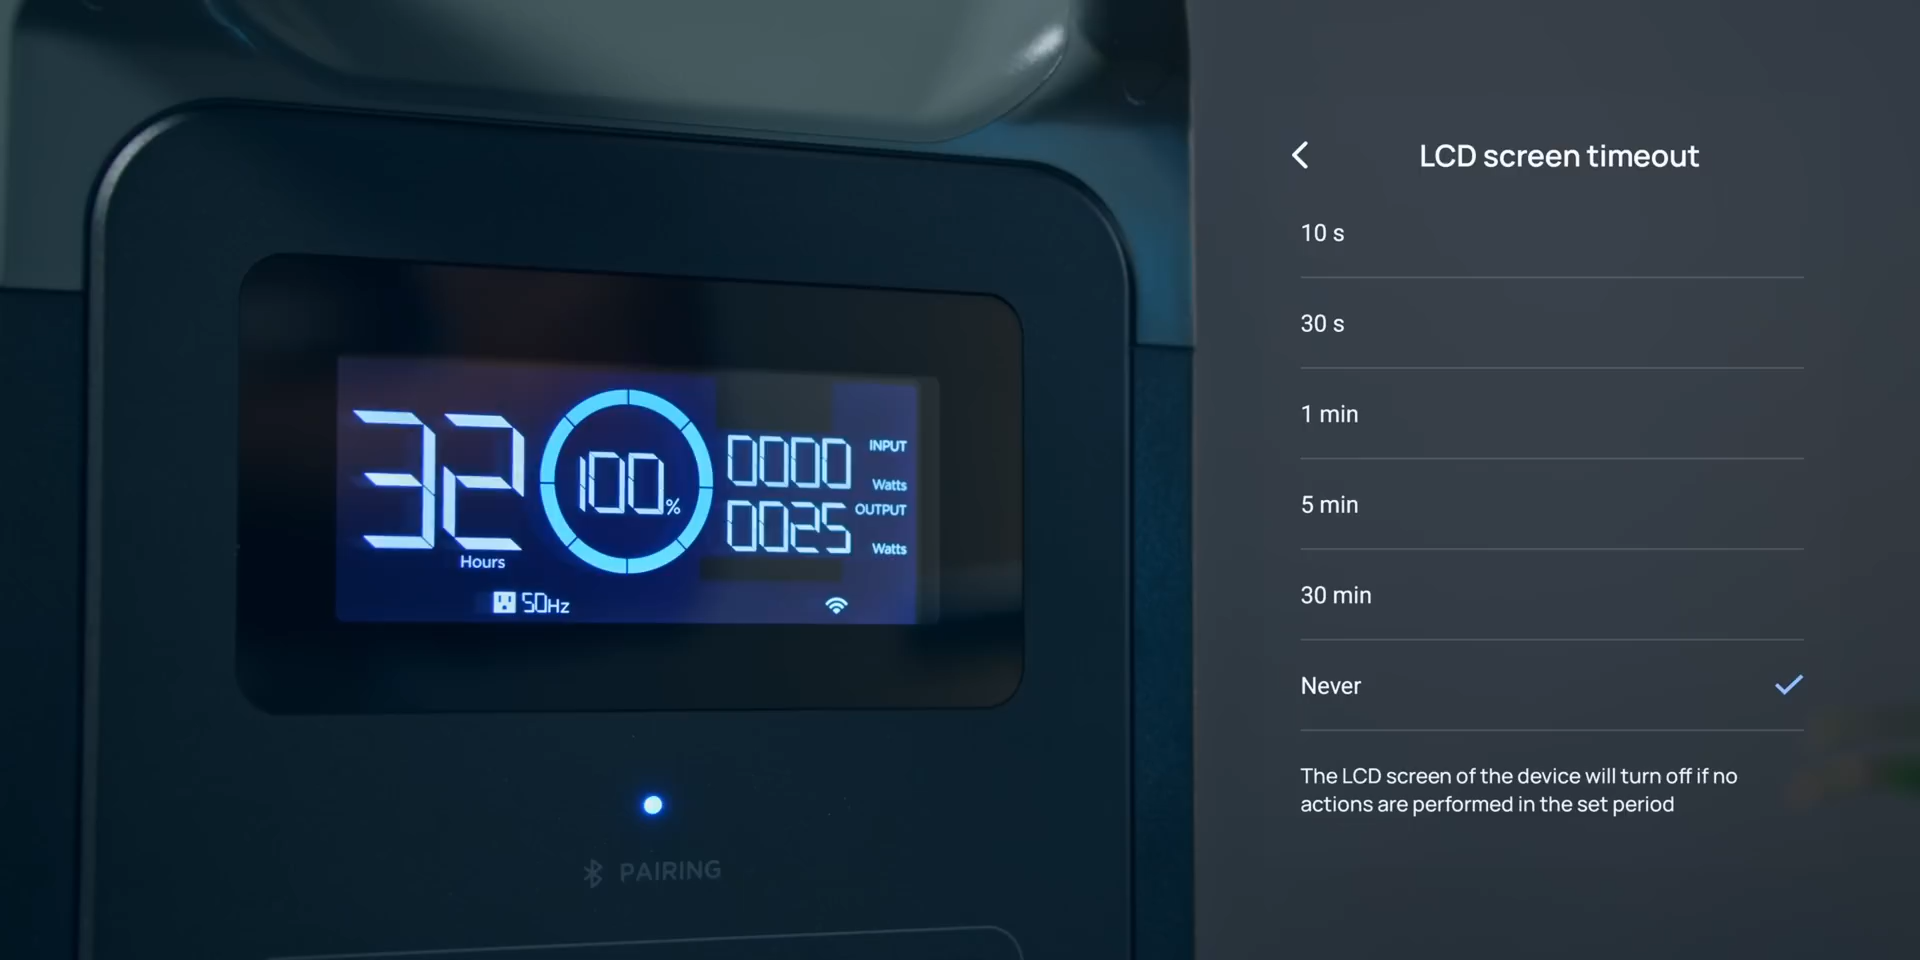 32
Hours
100%
0000
INPUT
Watts
0025
OUTPUT
Watts
50Hz
PAIRING
LCD screen timeout
10 s
30 s
1 min
5 min
30 min
Never
The LCD screen of the device will turn off if no
actions are performed in the set period